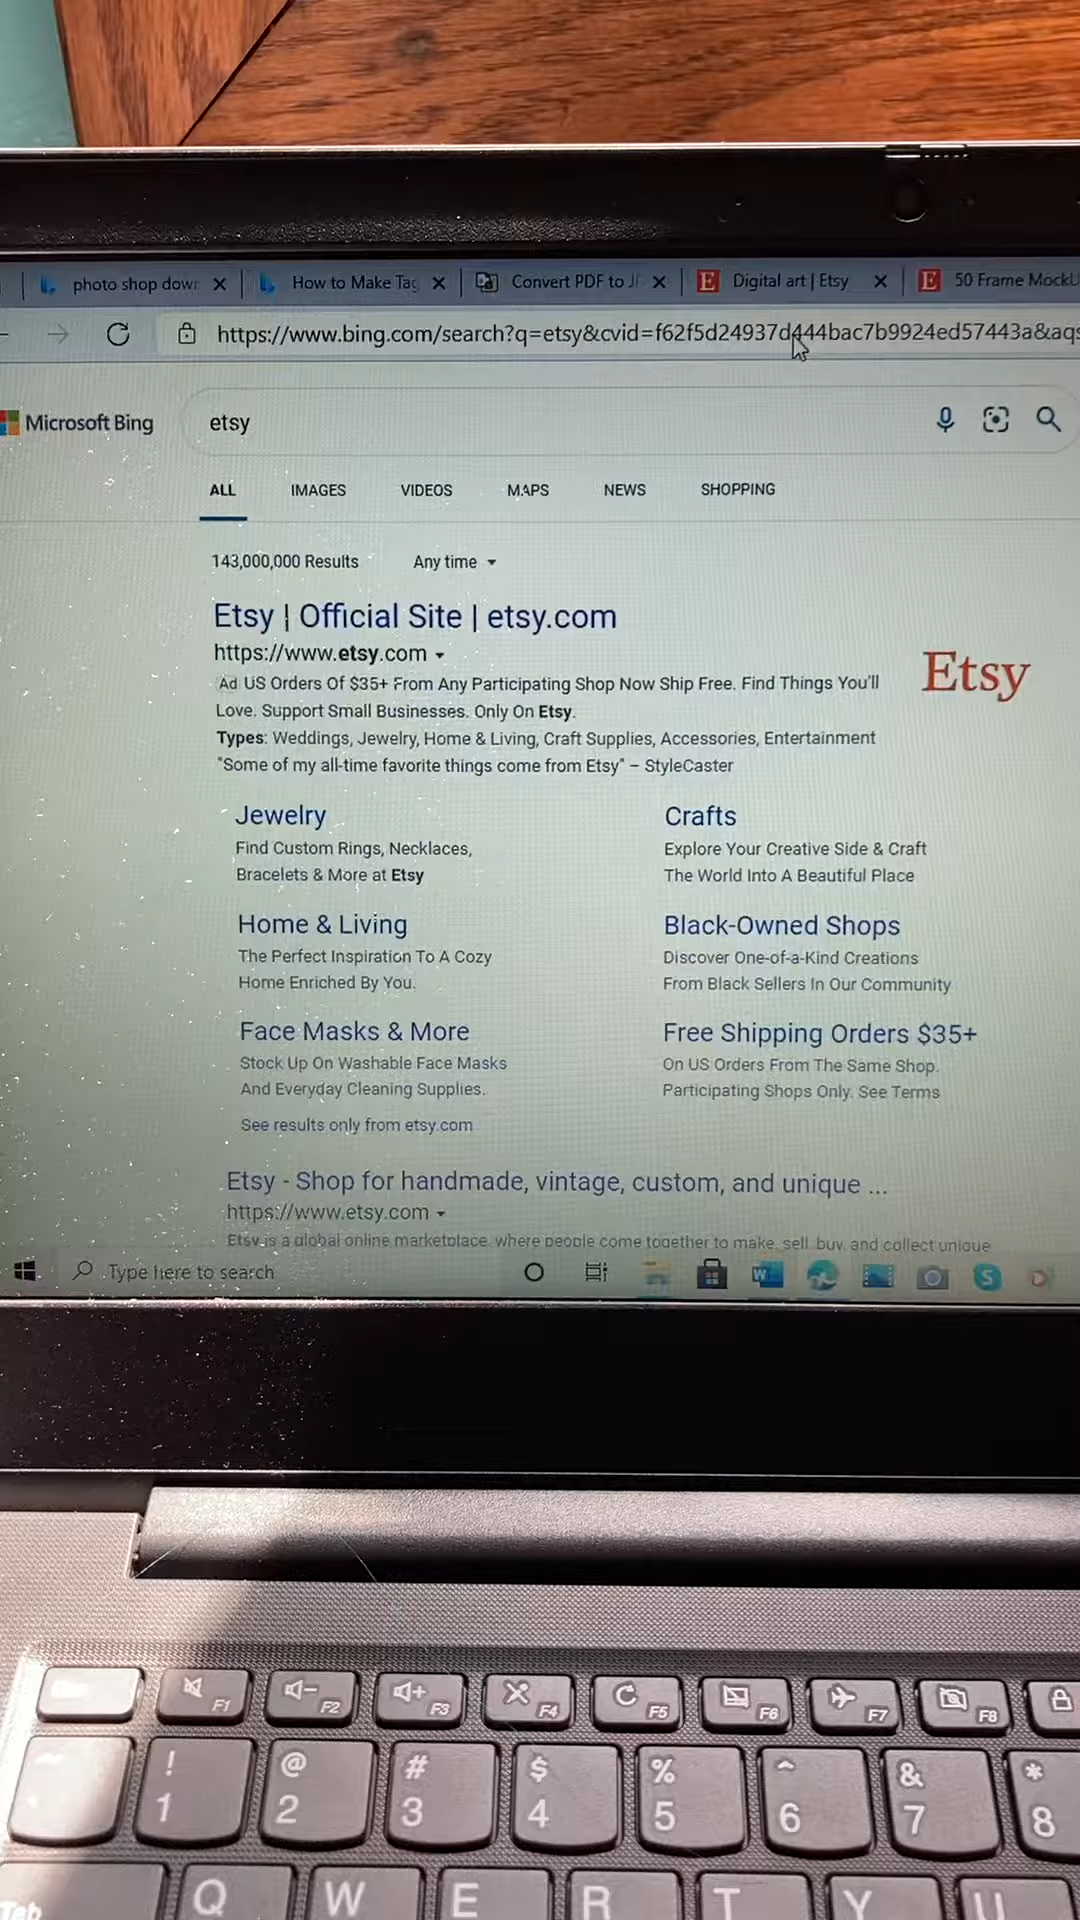 photo shop down
How to Make Tag
Convert PDF to J
Digital art | Etsy
50 Frame MockU
https://www.bing.com/search?q=etsy&cvid=f62f5d24937d444bac7b9924ed57443a&aqs
Microsoft Bing
etsy
ALL IMAGES VIDEOS MAPS NEWS SHOPPING
143,000,000 Results Any time
Etsy | Official Site | etsy.com
https://www.etsy.com
Etsy
Ad US Orders Of $35+ From Any Participating Shop Now Ship Free. Find Things You'll
Love. Support Small Businesses. Only On Etsy.
Types: Weddings, Jewelry, Home & Living, Craft Supplies, Accessories, Entertainment
"Some of my all-time favorite things come from Etsy" – StyleCaster
Jewelry
Find Custom Rings, Necklaces,
Bracelets & More at Etsy
Crafts
Explore Your Creative Side & Craft
The World Into A Beautiful Place
Home & Living
The Perfect Inspiration To A Cozy
Home Enriched By You.
Black-Owned Shops
Discover One-of-a-Kind Creations
From Black Sellers In Our Community
Face Masks & More
Stock Up On Washable Face Masks
And Everyday Cleaning Supplies.
Free Shipping Orders $35+
On US Orders From The Same Shop.
Participating Shops Only. See Terms
See results only from etsy.com
Etsy - Shop for handmade, vintage, custom, and unique ...
https://www.etsy.com
Etsy is a global online marketplace, where people come together to make, sell, buy, and collect unique
Type here to search
F1 F2 F3 F4 F5 F6 F7 F8
! @ # $ % ^ & *
1 2 3 4 5 6 7 8
Tab Q W E R T Y U